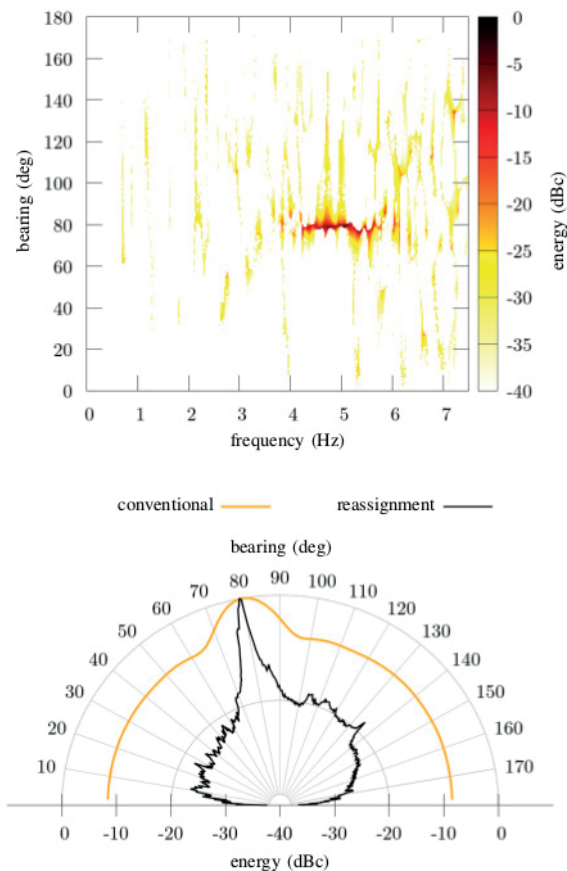 180
160
140
120
100
80
60
40
20
0
bearing (deg)
0 1 2 3 4 5 6 7
frequency (Hz)
0
-5
-10
-15
-20
-25
-30
-35
-40
energy (dBc)
conventional reassignment
bearing (deg)
10 20 30 40 50 60 70 80 90 100 110 120 130 140 150 160 170
0 -10 -20 -30 -40 -30 -20 -10 0
energy (dBc)